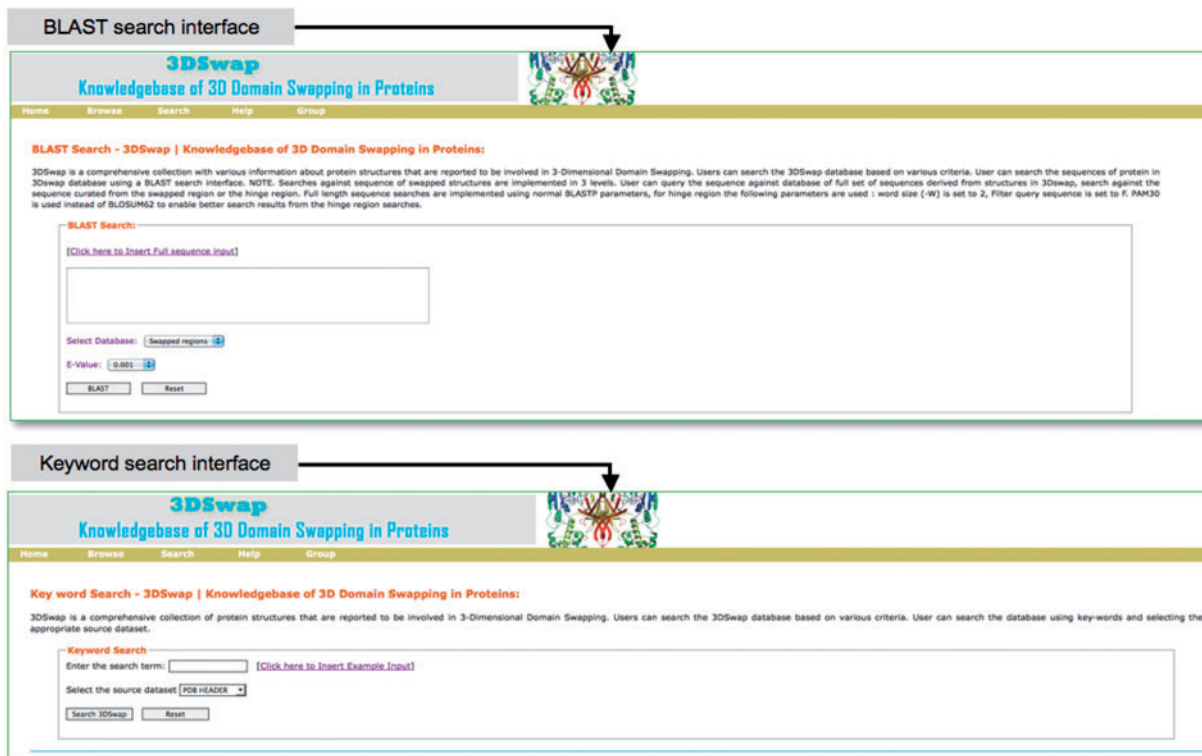 BLAST search interface
3DSwap
Knowledgebase of 3D Domain Swapping in Proteins
Home Browse Search Help Group
BLAST Search - 3DSwap | Knowledgebase of 3D Domain Swapping in Proteins:
3DSwap is a comprehensive collection with various information about protein structures that are reported to be involved in 3-Dimensional Domain Swapping. Users can search the 3DSwap database based on various criteria. User can search the sequences of protein in
3Dswap database using a BLAST search interface. NOTE. Searches against sequence of swapped structures are implemented in 3 levels. User can query the sequence against database of full set of sequences derived from structures in 3Dswap, search against the
sequence curated from the swapped region or the hinge region. Full length sequence searches are implemented using normal BLASTP parameters, for hinge region the following parameters are used : word size (-W) is set to 2, Filter query sequence is set to F. PAM30
is used instead of BLOSUM62 to enable better search results from the hinge region searches.
BLAST Search:
[Click here to Insert Full sequence input]
Select Database: Swapped regions
E-Value: 0.001
BLAST Reset
Keyword search interface
3DSwap
Knowledgebase of 3D Domain Swapping in Proteins
Home Browse Search Help Group
Key word Search - 3DSwap | Knowledgebase of 3D Domain Swapping in Proteins:
3DSwap is a comprehensive collection of protein structures that are reported to be involved in 3-Dimensional Domain Swapping. Users can search the 3DSwap database based on various criteria. User can search the database using key-words and selecting the
appropriate source dataset.
Keyword Search
Enter the search term: [Click here to Insert Example Input]
Select the source dataset PDB HEADER
Search 3DSwap Reset